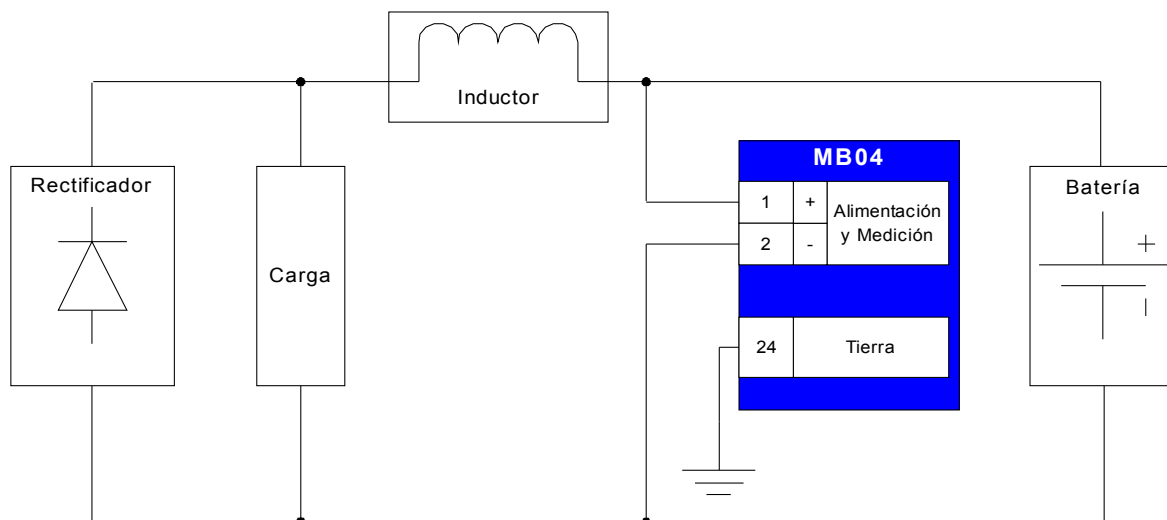 Inductor
MB04
Rectificador
Batería
1 + Alimentación
y Medición
2 -
Carga
+
24 Tierra